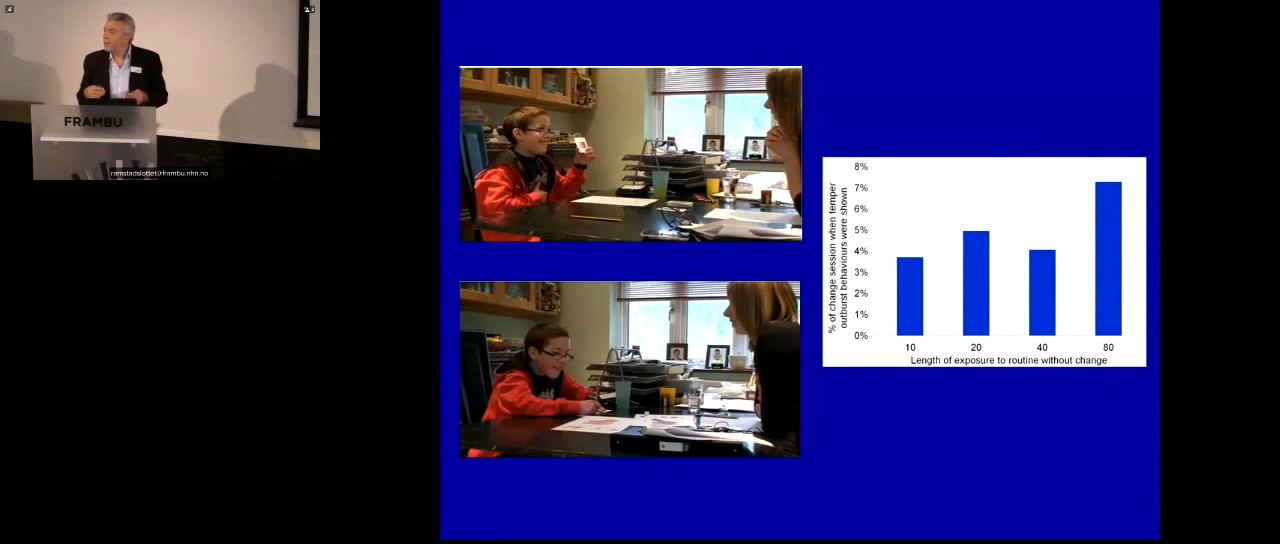 FRAMBU
ramstadslottet@frambu.nhn.no
8%
7%
6%
5%
4%
3%
2%
1%
0%
% of change session when temper
outburst behaviours were shown
10 20 40 80
Length of exposure to routine without change